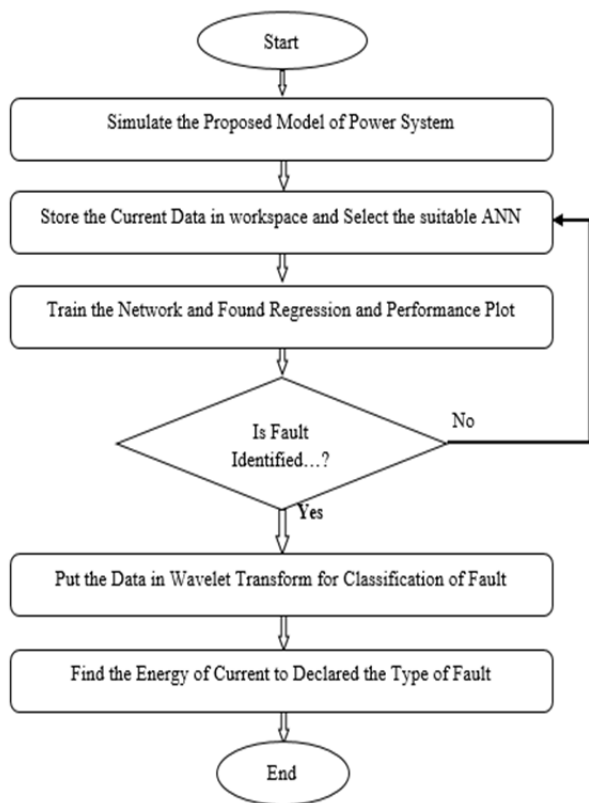 Start
Simulate the Proposed Model of Power System
Store the Current Data in workspace and Select the suitable ANN
Train the Network and Found Regression and Performance Plot
Is Fault
Identified...?
No
Yes
Put the Data in Wavelet Transform for Classification of Fault
Find the Energy of Current to Declared the Type of Fault
End